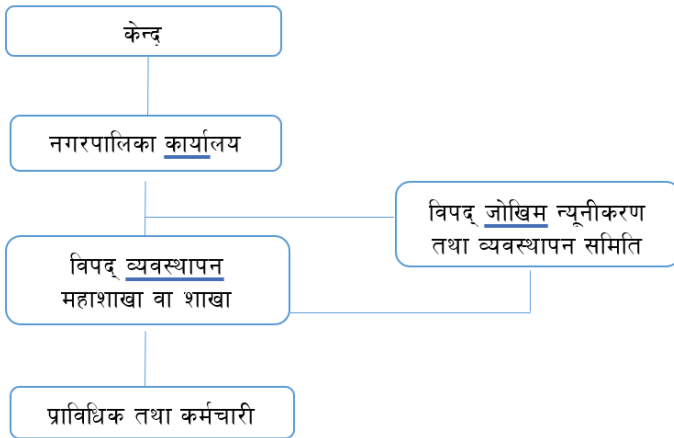 केन्द्
नगरपालिका कार्यालय
विपद् जोखिम न्यूनीकरण
तथा व्यवस्थापन समिति
विपद् व्यवस्थापन
महाशाखा वा शाखा
प्राविधिक तथा कर्मचारी